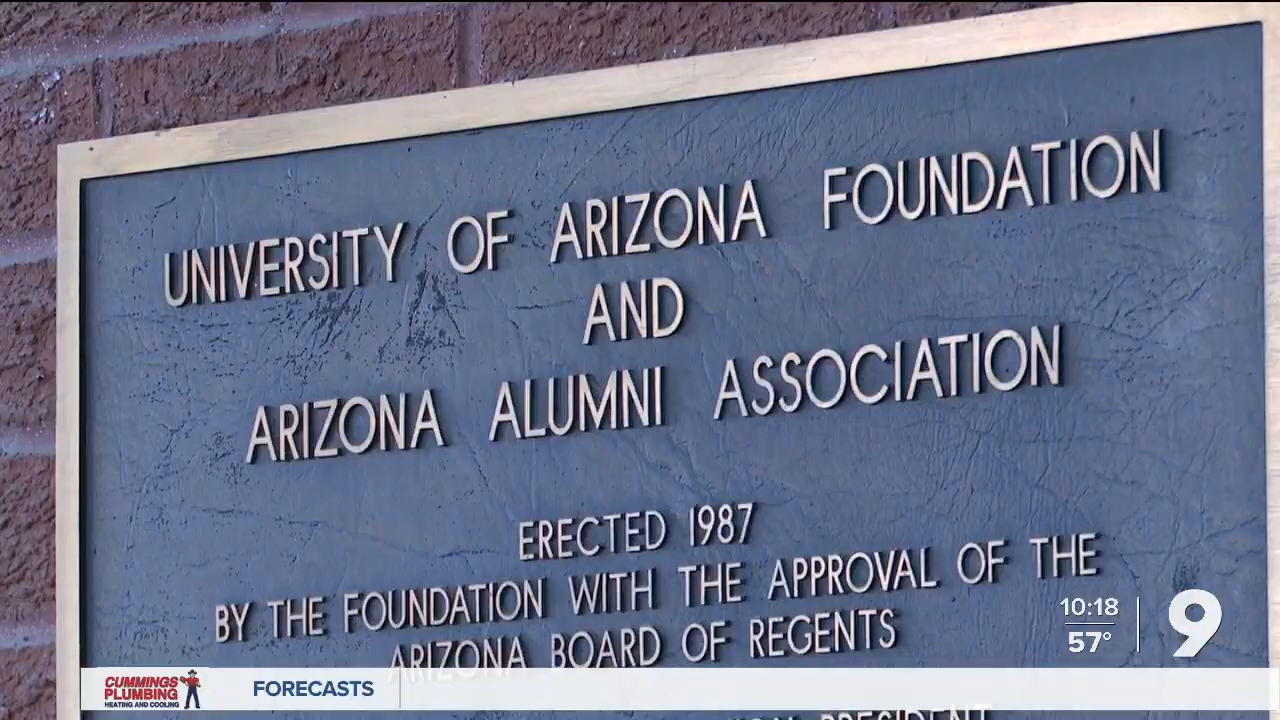 UNIVERSITY OF ARIZONA FOUNDATION
AND
ARIZONA ALUMNI ASSOCIATION
ERECTED 1987
BY THE FOUNDATION WITH THE APPROVAL OF THE
ARIZONA BOARD OF REGENTS
PRESIDENT
10:18
57°
9
CUMMINGS
PLUMBING
HEATING AND COOLING
FORECASTS